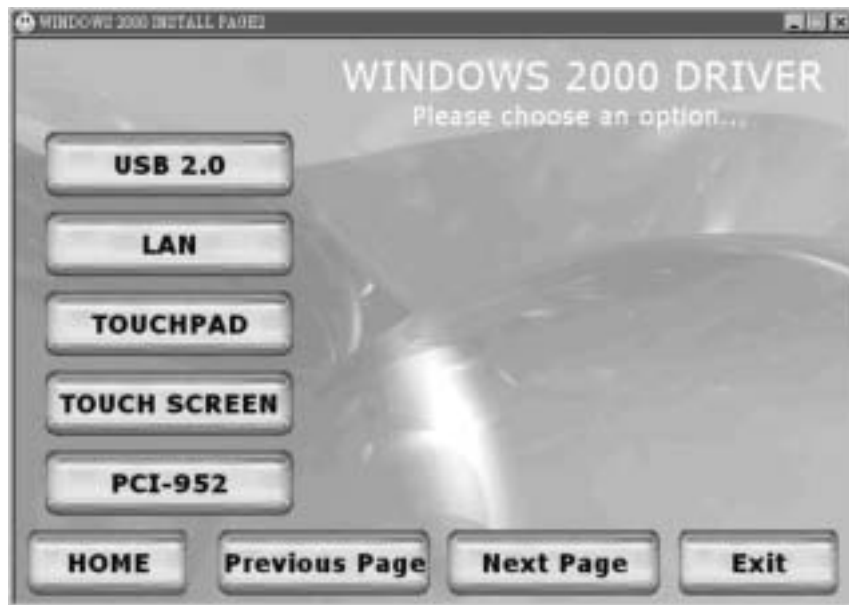 WINDOWS 2000 INSTALL PAGE2
WINDOWS 2000 DRIVER
Please choose an option...
USB 2.0
LAN
TOUCHPAD
TOUCH SCREEN
PCI-952
HOME
Previous Page
Next Page
Exit